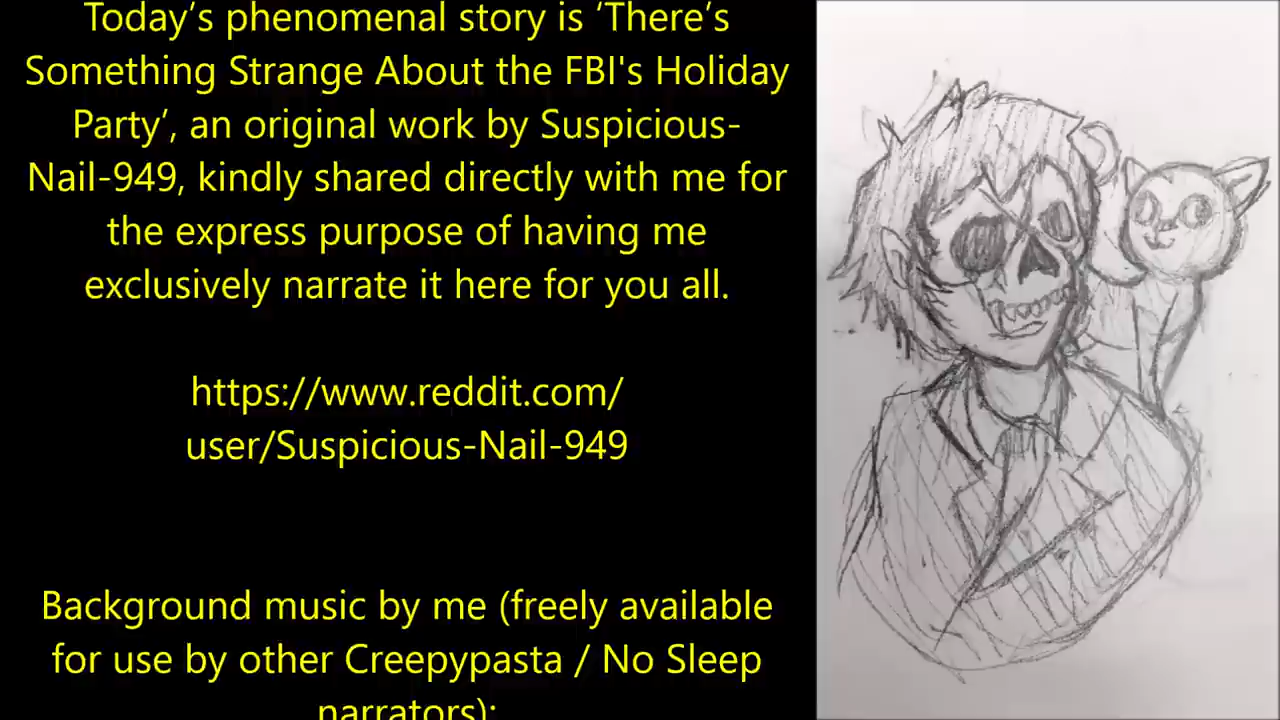 Today’s phenomenal story is ‘There’s
Something Strange About the FBI's Holiday
Party’, an original work by Suspicious-
Nail-949, kindly shared directly with me for
the express purpose of having me
exclusively narrate it here for you all.
https://www.reddit.com/
user/Suspicious-Nail-949
Background music by me (freely available
for use by other Creepypasta / No Sleep
narrators):